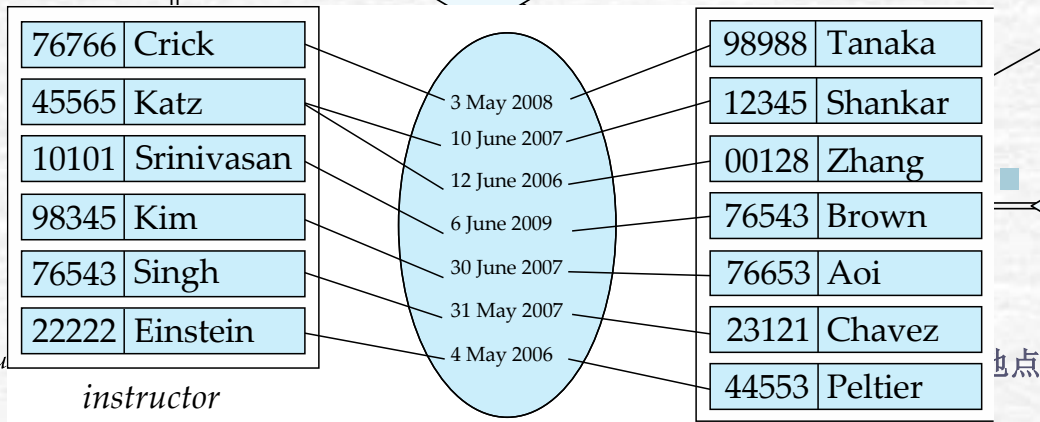 76766 Crick
45565 Katz
10101 Srinivasan
98345 Kim
76543 Singh
22222 Einstein
instructor
3 May 2008
10 June 2007
12 June 2006
6 June 2009
30 June 2007
31 May 2007
4 May 2006
98988 Tanaka
12345 Shankar
00128 Zhang
76543 Brown
76653 Aoi
23121 Chavez
44553 Peltier
地点